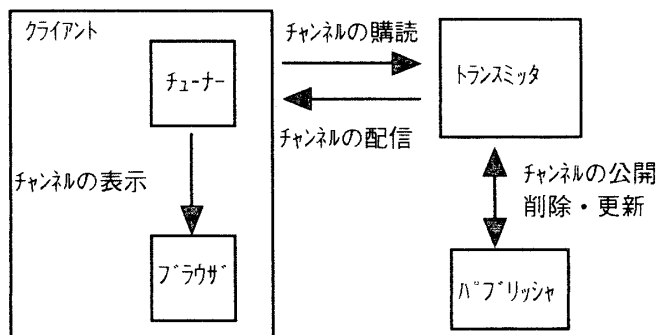 クライアント
チャンネルの購読
チューナー
トランスミッタ
チャンネルの配信
チャンネルの表示
チャンネルの公開
削除・更新
ブラウザ
パブリッシャ